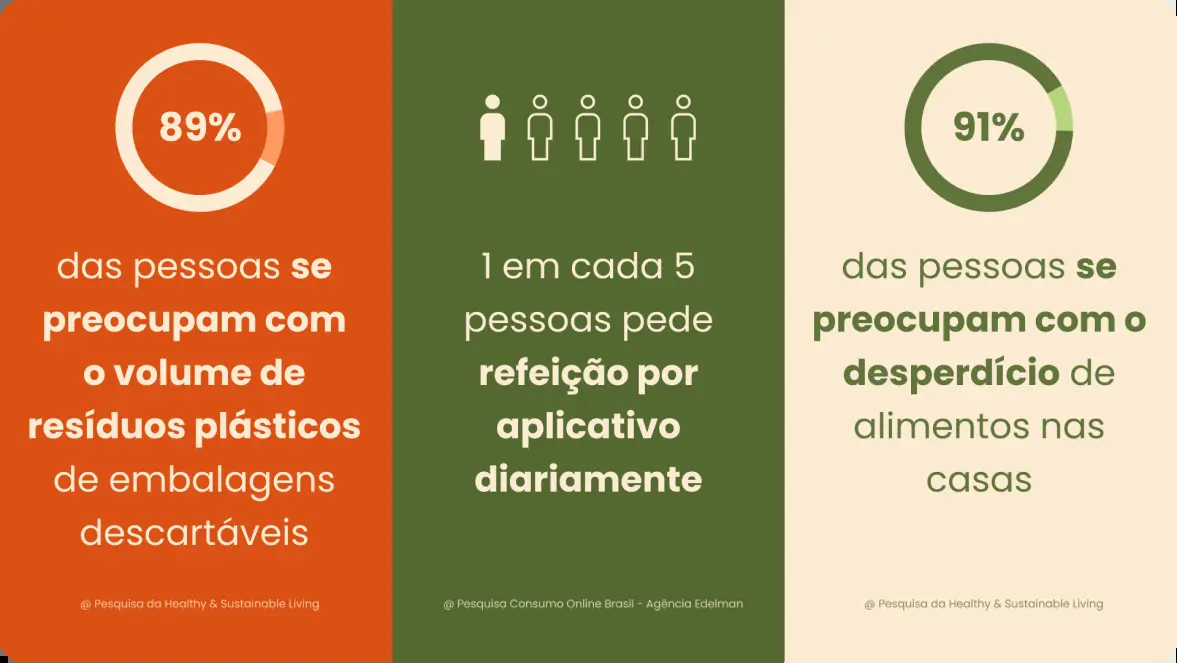 89%
das pessoas se
preocupam com
o volume de
resíduos plásticos
de embalagens
descartáveis
@ Pesquisa da Healthy & Sustainable Living
1 em cada 5
pessoas pede
refeição por
aplicativo
diariamente
@ Pesquisa Consumo Online Brasil - Agência Edelman
91%
das pessoas se
preocupam com o
desperdício de
alimentos nas
casas
@ Pesquisa da Healthy & Sustainable Living